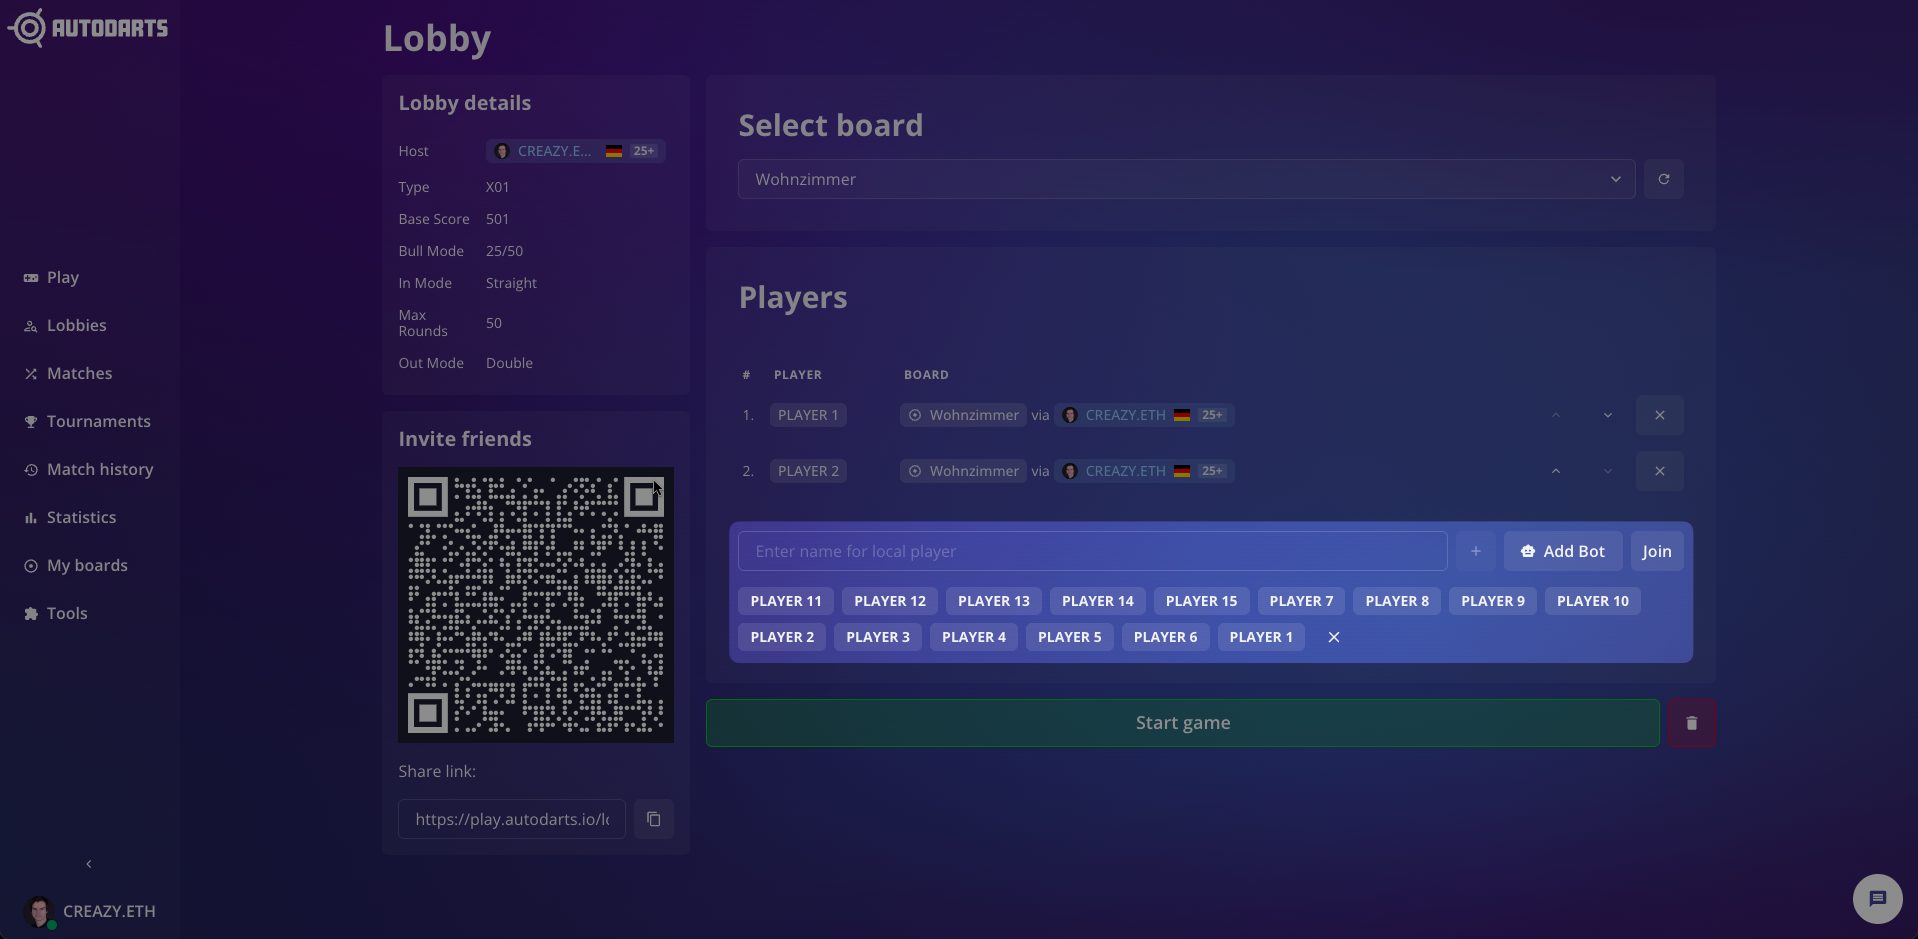 AUTODARTS
Play
Lobbies
Matches
Tournaments
Match history
Statistics
My boards
Tools
CREAZY.ETH
Lobby
Lobby details
Host CREAZY.E... 25+
Type X01
Base Score 501
Bull Mode 25/50
In Mode Straight
Max
Rounds 50
Out Mode Double
Invite friends
Share link:
https://play.autodarts.io/lo
Select board
Wohnzimmer
Players
# PLAYER BOARD
1. PLAYER 1 Wohnzimmer via CREAZY.ETH 25+
2. PLAYER 2 Wohnzimmer via CREAZY.ETH 25+
Enter name for local player + Add Bot Join
PLAYER 11 PLAYER 12 PLAYER 13 PLAYER 14 PLAYER 15 PLAYER 7 PLAYER 8 PLAYER 9 PLAYER 10
PLAYER 2 PLAYER 3 PLAYER 4 PLAYER 5 PLAYER 6 PLAYER 1
Start game